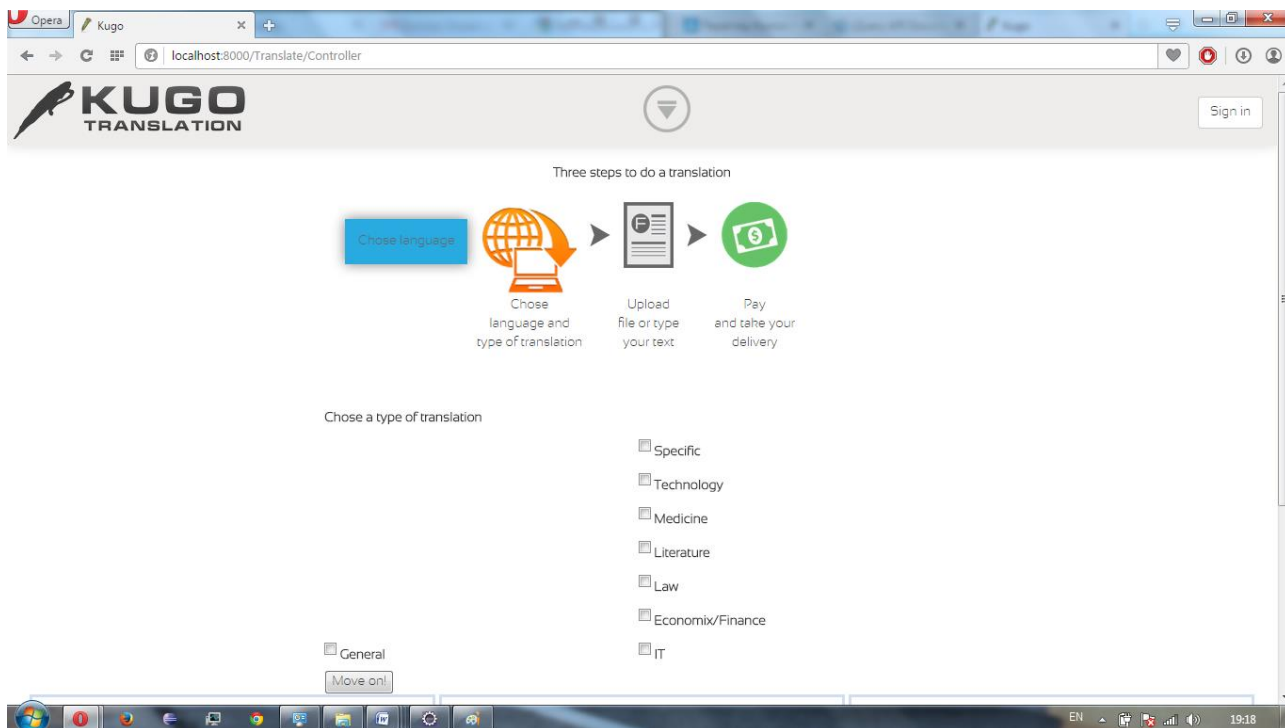 Opera
Kugo
localhost:8000/Translate/Controller
KUGO
TRANSLATION
Sign in
Three steps to do a translation
Chose language
F
$
Chose
language and
type of translation
Upload
file or type
your text
Pay
and take your
delivery
Chose a type of translation
Specific
Technology
Medicine
Literature
Law
Economix/Finance
General
IT
Move on!
EN
19:18